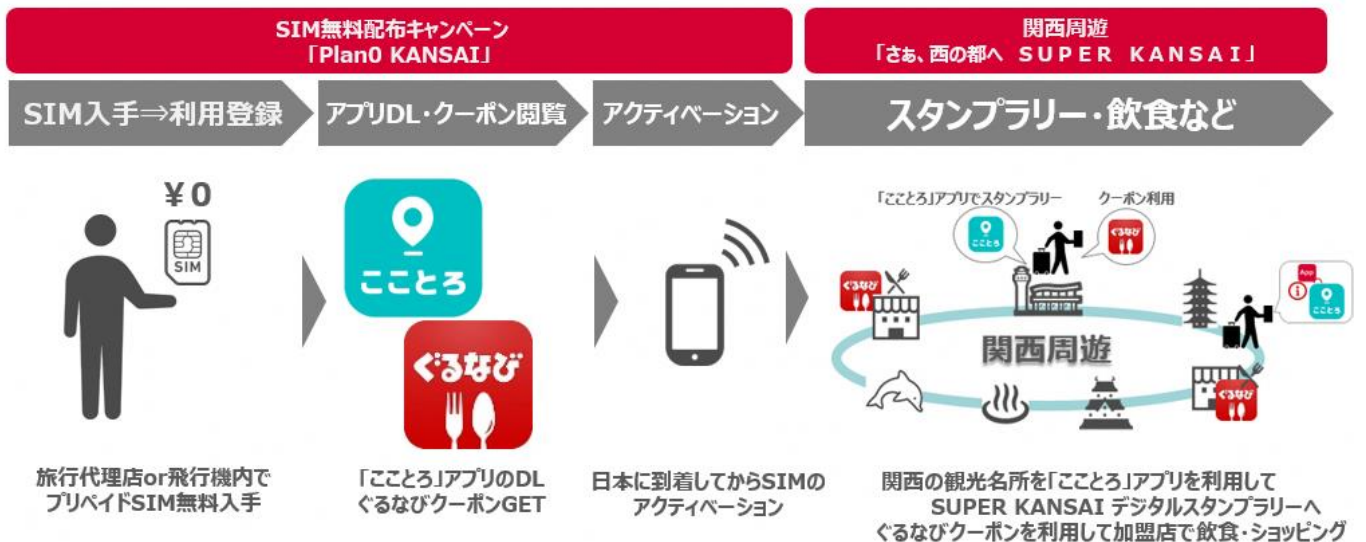 SIM無料配布キャンペーン
「Plan0 KANSAI」
関西周遊
「さぁ、西の都へ SUPER KANSAI」
SIM入手⇒利用登録
アプリDL・クーポン閲覧
アクティベーション
スタンプラリー・飲食など
¥0
SIM
こことろ
ぐるなび
「こことろ」アプリでスタンプラリー
クーポン利用
こことろ
ぐるなび
ぐるなび
App
i
こことろ
関西周遊
ぐるなび
旅行代理店or飛行機内で
プリペイドSIM無料入手
「こことろ」アプリのDL
ぐるなびクーポンGET
日本に到着してからSIMの
アクティベーション
関西の観光名所を「こことろ」アプリを利用して
SUPER KANSAI デジタルスタンプラリーへ
ぐるなびクーポンを利用して加盟店で飲食・ショッピング